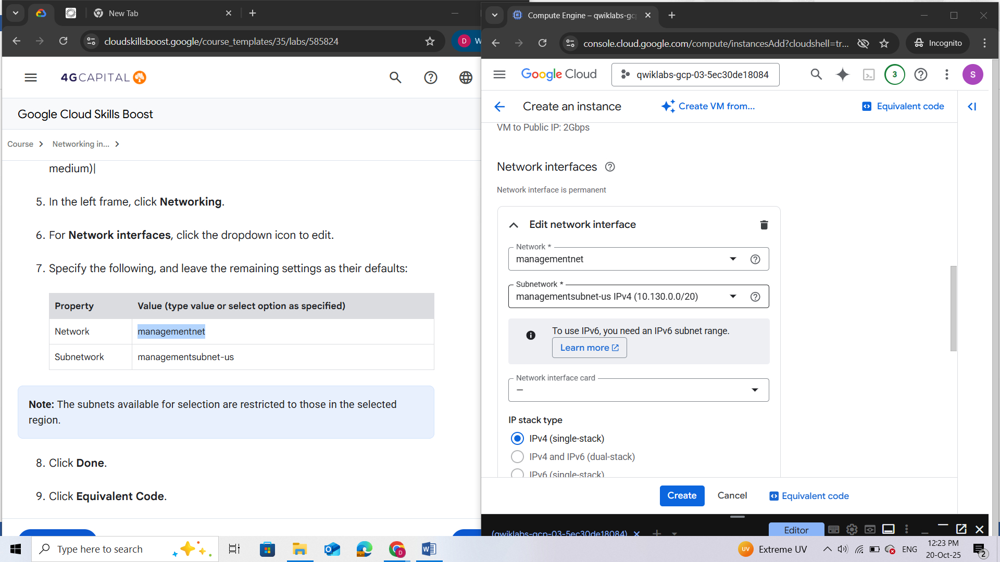 New Tab
Compute Engine – qwiklabs-gcp
cloudskillsboost.google/course_templates/35/labs/585824
D
W
console.cloud.google.com/compute/instancesAdd?cloudshell=tr...
Incognito
4GCAPITAL
Google Cloud
qwiklabs-gcp-03-5ec30de18084
3
S
Google Cloud Skills Boost
Create an instance
Create VM from...
Equivalent code
VM to Public IP: 2Gbps
Course
Networking in...
medium)|
5. In the left frame, click Networking.
6. For Network interfaces, click the dropdown icon to edit.
7. Specify the following, and leave the remaining settings as their defaults:
Property
Value (type value or select option as specified)
Network
managementnet
Subnetwork
managementsubnet-us
Note: The subnets available for selection are restricted to those in the selected
region.
8. Click Done.
9. Click Equivalent Code.
Network interfaces
Network interface is permanent
Edit network interface
Network *
managementnet
Subnetwork *
managementsubnet-us IPv4 (10.130.0.0/20)
To use IPv6, you need an IPv6 subnet range.
Learn more
Network interface card
–
IP stack type
IPv4 (single-stack)
IPv4 and IPv6 (dual-stack)
IPv6 (single-stack)
Create
Cancel
Equivalent code
(qwiklabs-gcp-03-5ec30de18084)
Editor
Type here to search
UV
Extreme UV
ENG
12:23 PM
20-Oct-25
2